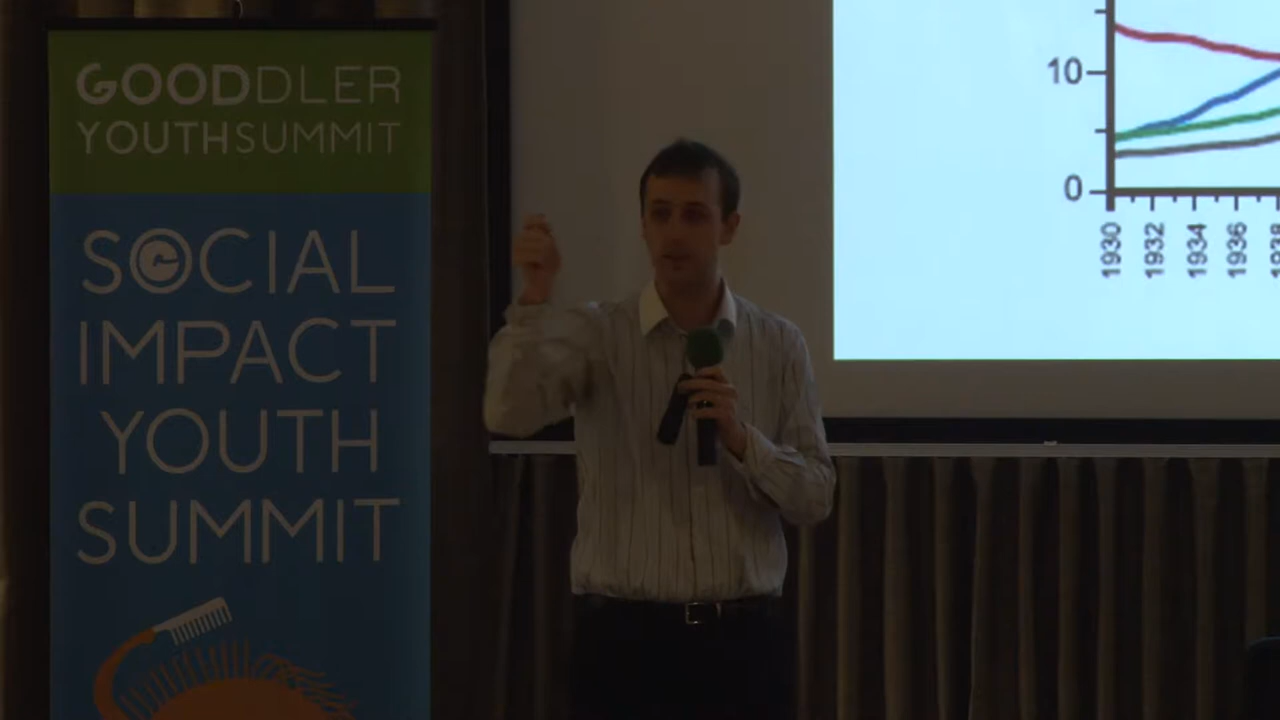 GOODDLER
YOUTHSUMMIT
SOCIAL
IMPACT
YOUTH
SUMMIT
10
0
1930
1932
1934
1936